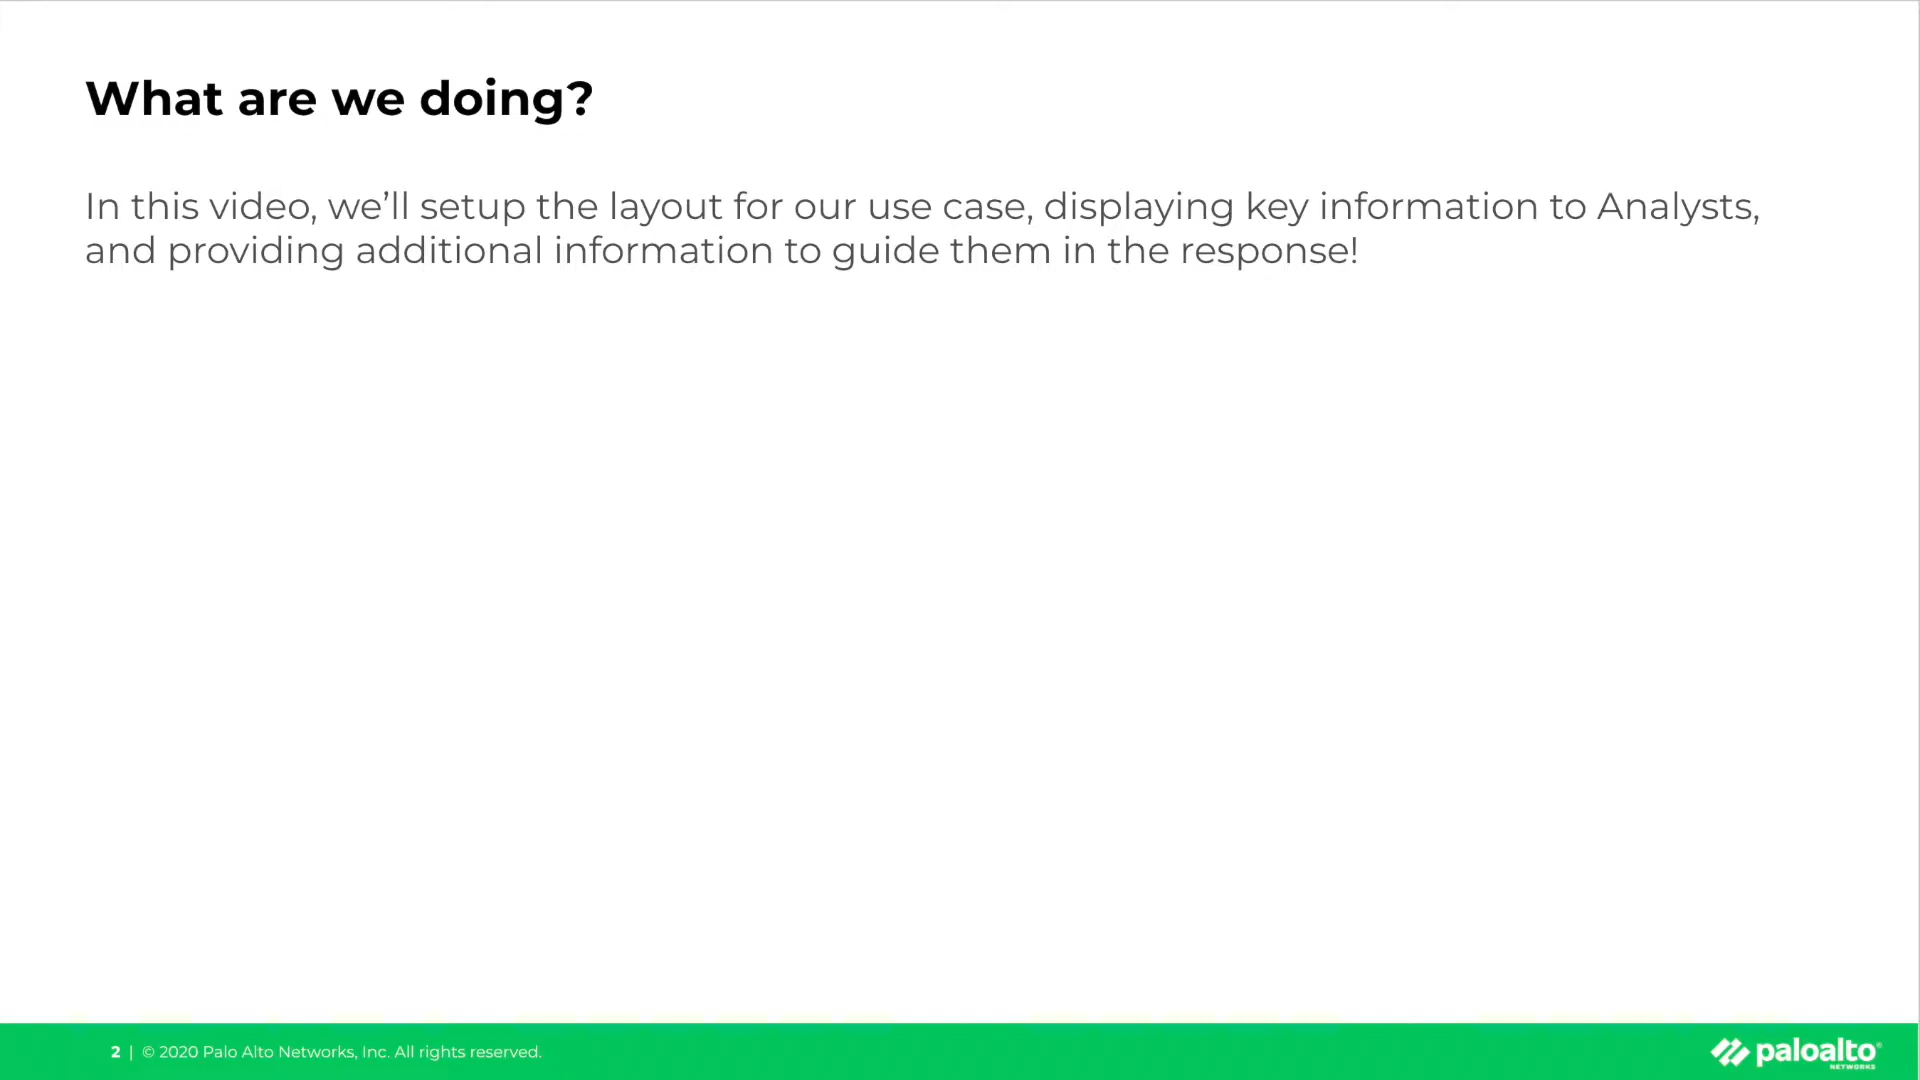 What are we doing?
In this video, we’ll setup the layout for our use case, displaying key information to Analysts,
and providing additional information to guide them in the response!
2 | © 2020 Palo Alto Networks, Inc. All rights reserved.
paloalto®
NETWORKS